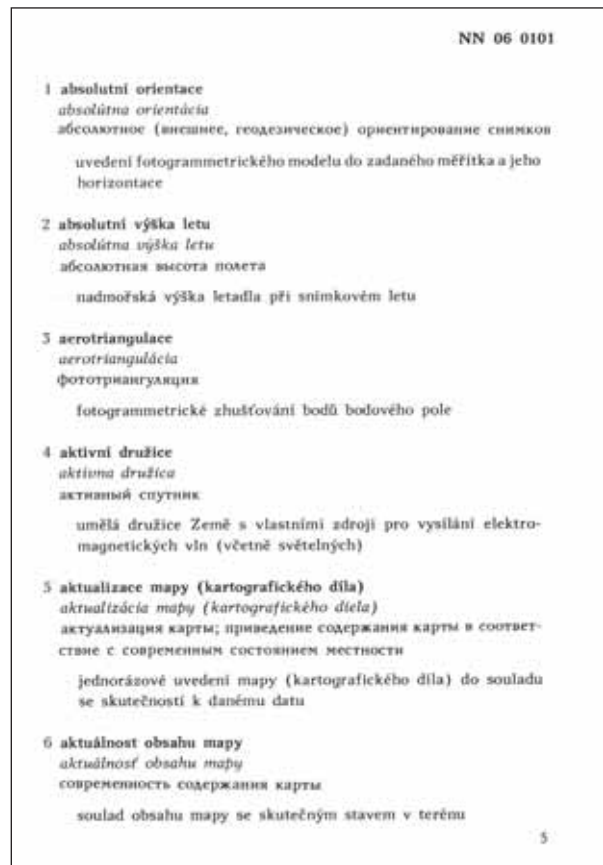 NN 06 0101
1 absolutní orientace
absolútna orientácia
абсолютное (внешнее, геодезическое) ориентирование снимков
uvedení fotogrammetrického modelu do zadaného měřítka a jeho
horizontace
2 absolutní výška letu
absolútna výška letu
абсолютная высота полета
nadmořská výška letadla při snímkovém letu
3 aerotriangulace
aerotriangulácia
фототриангуляция
fotogrammetrické zhušťování bodů bodového pole
4 aktivní družice
aktívna družica
активный спутник
umělá družice Země s vlastními zdroji pro vysílání elektro-
magnetických vln (včetně světelných)
5 aktualizace mapy (kartografického díla)
aktualizácia mapy (kartografického diela)
актуализация карты; приведение содержания карты в соответ-
ствие с современным состоянием местности
jednorázové uvedení mapy (kartografického díla) do souladu
se skutečností k danému datu
6 aktuálnost obsahu mapy
aktuálnosť obsahu mapy
современность содержания карты
soulad obsahu mapy se skutečným stavem v terénu
5